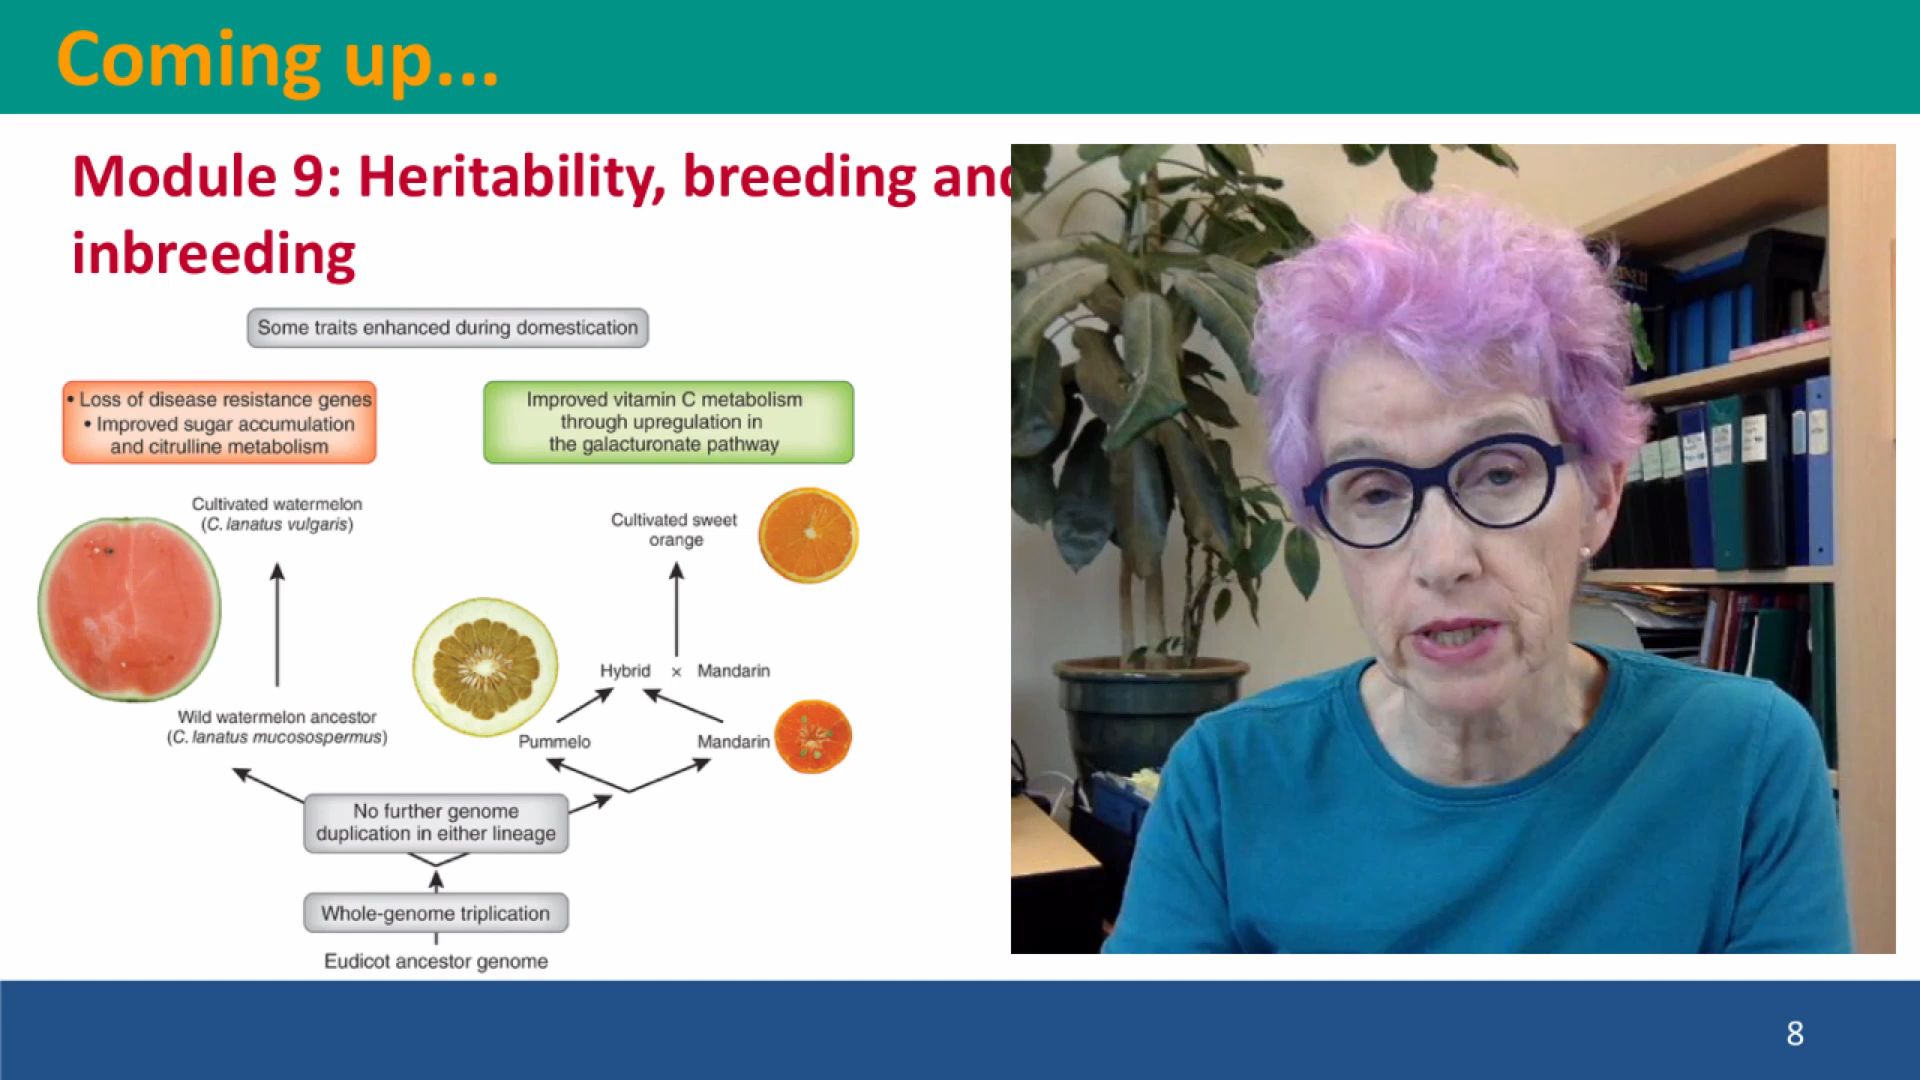 Coming up...
Module 9: Heritability, breeding and
inbreeding
Some traits enhanced during domestication
• Loss of disease resistance genes
• Improved sugar accumulation
and citrulline metabolism
Improved vitamin C metabolism
through upregulation in
the galacturonate pathway
Cultivated watermelon
(C. lanatus vulgaris)
Cultivated sweet
orange
Hybrid × Mandarin
Wild watermelon ancestor
(C. lanatus mucosospermus)
Pummelo
Mandarin
No further genome
duplication in either lineage
Whole-genome triplication
Eudicot ancestor genome
8